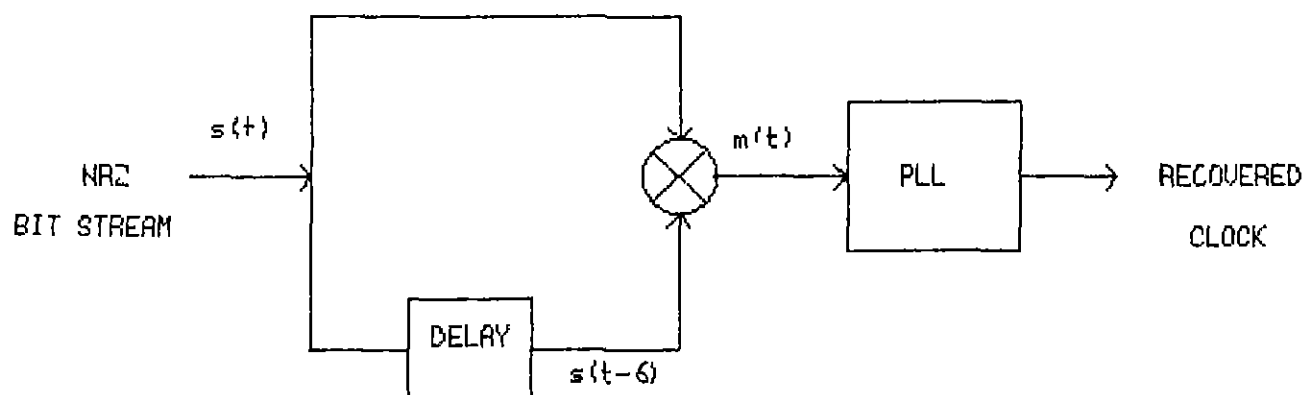 s(t)
m(t)
NRZ
BIT STREAM
PLL
RECOVERED
CLOCK
DELAY
s(t-6)